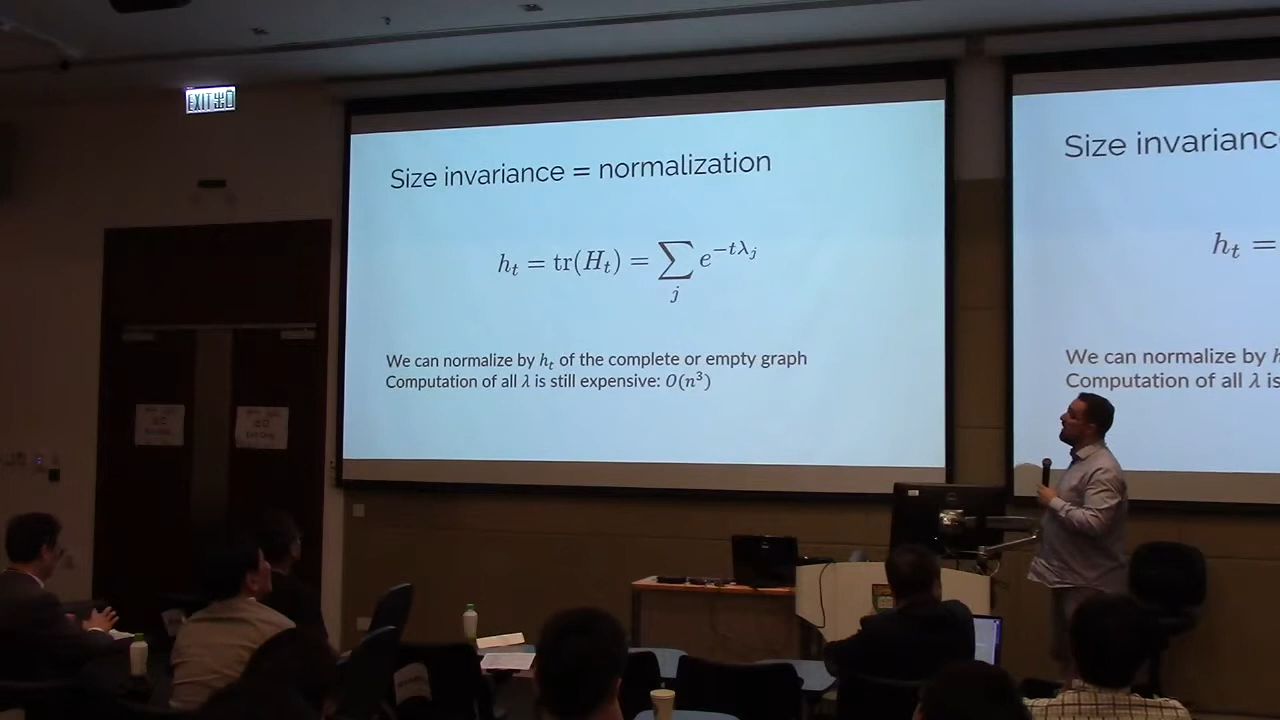 EXIT 出口
Size invariance = normalization
h_t = tr(H_t) = ∑_j e^{-tλ_j}
We can normalize by h_t of the complete or empty graph
Computation of all λ is still expensive: O(n³)
Size invarianc
h_t =
We can normalize by h
Computation of all λ is